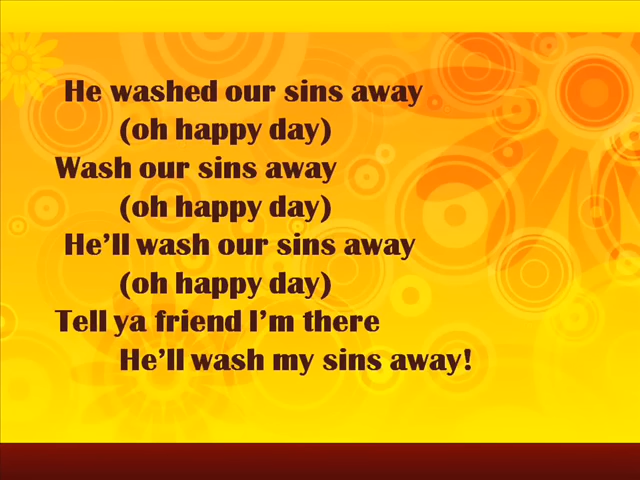 He washed our sins away
(oh happy day)
Wash our sins away
(oh happy day)
He’ll wash our sins away
(oh happy day)
Tell ya friend I’m there
He’ll wash my sins away!